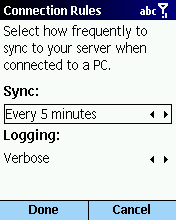 Connection Rules abc
Select how frequently to
sync to your server when
connected to a PC.
Sync:
Every 5 minutes
Logging:
Verbose
Done Cancel